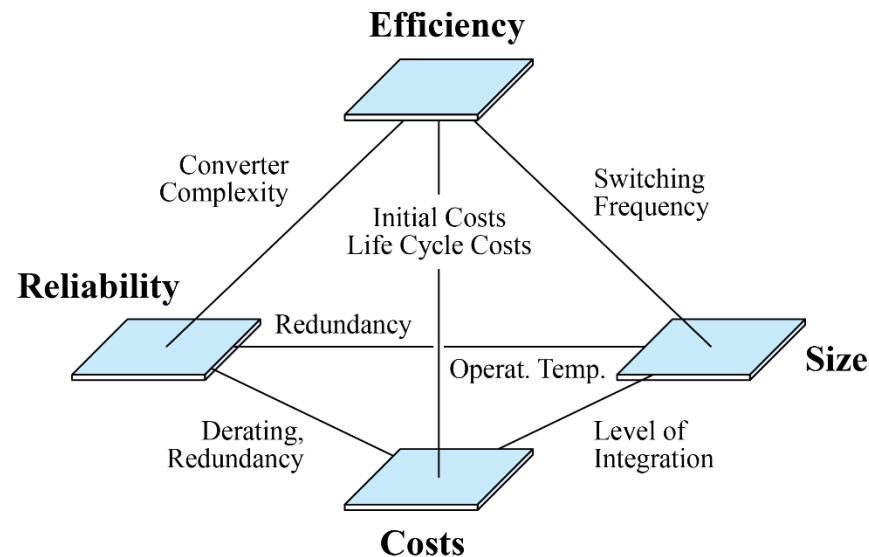 Efficiency
Converter
Complexity
Switching
Frequency
Initial Costs
Life Cycle Costs
Reliability
Redundancy
Operat. Temp.
Size
Derating,
Redundancy
Level of
Integration
Costs